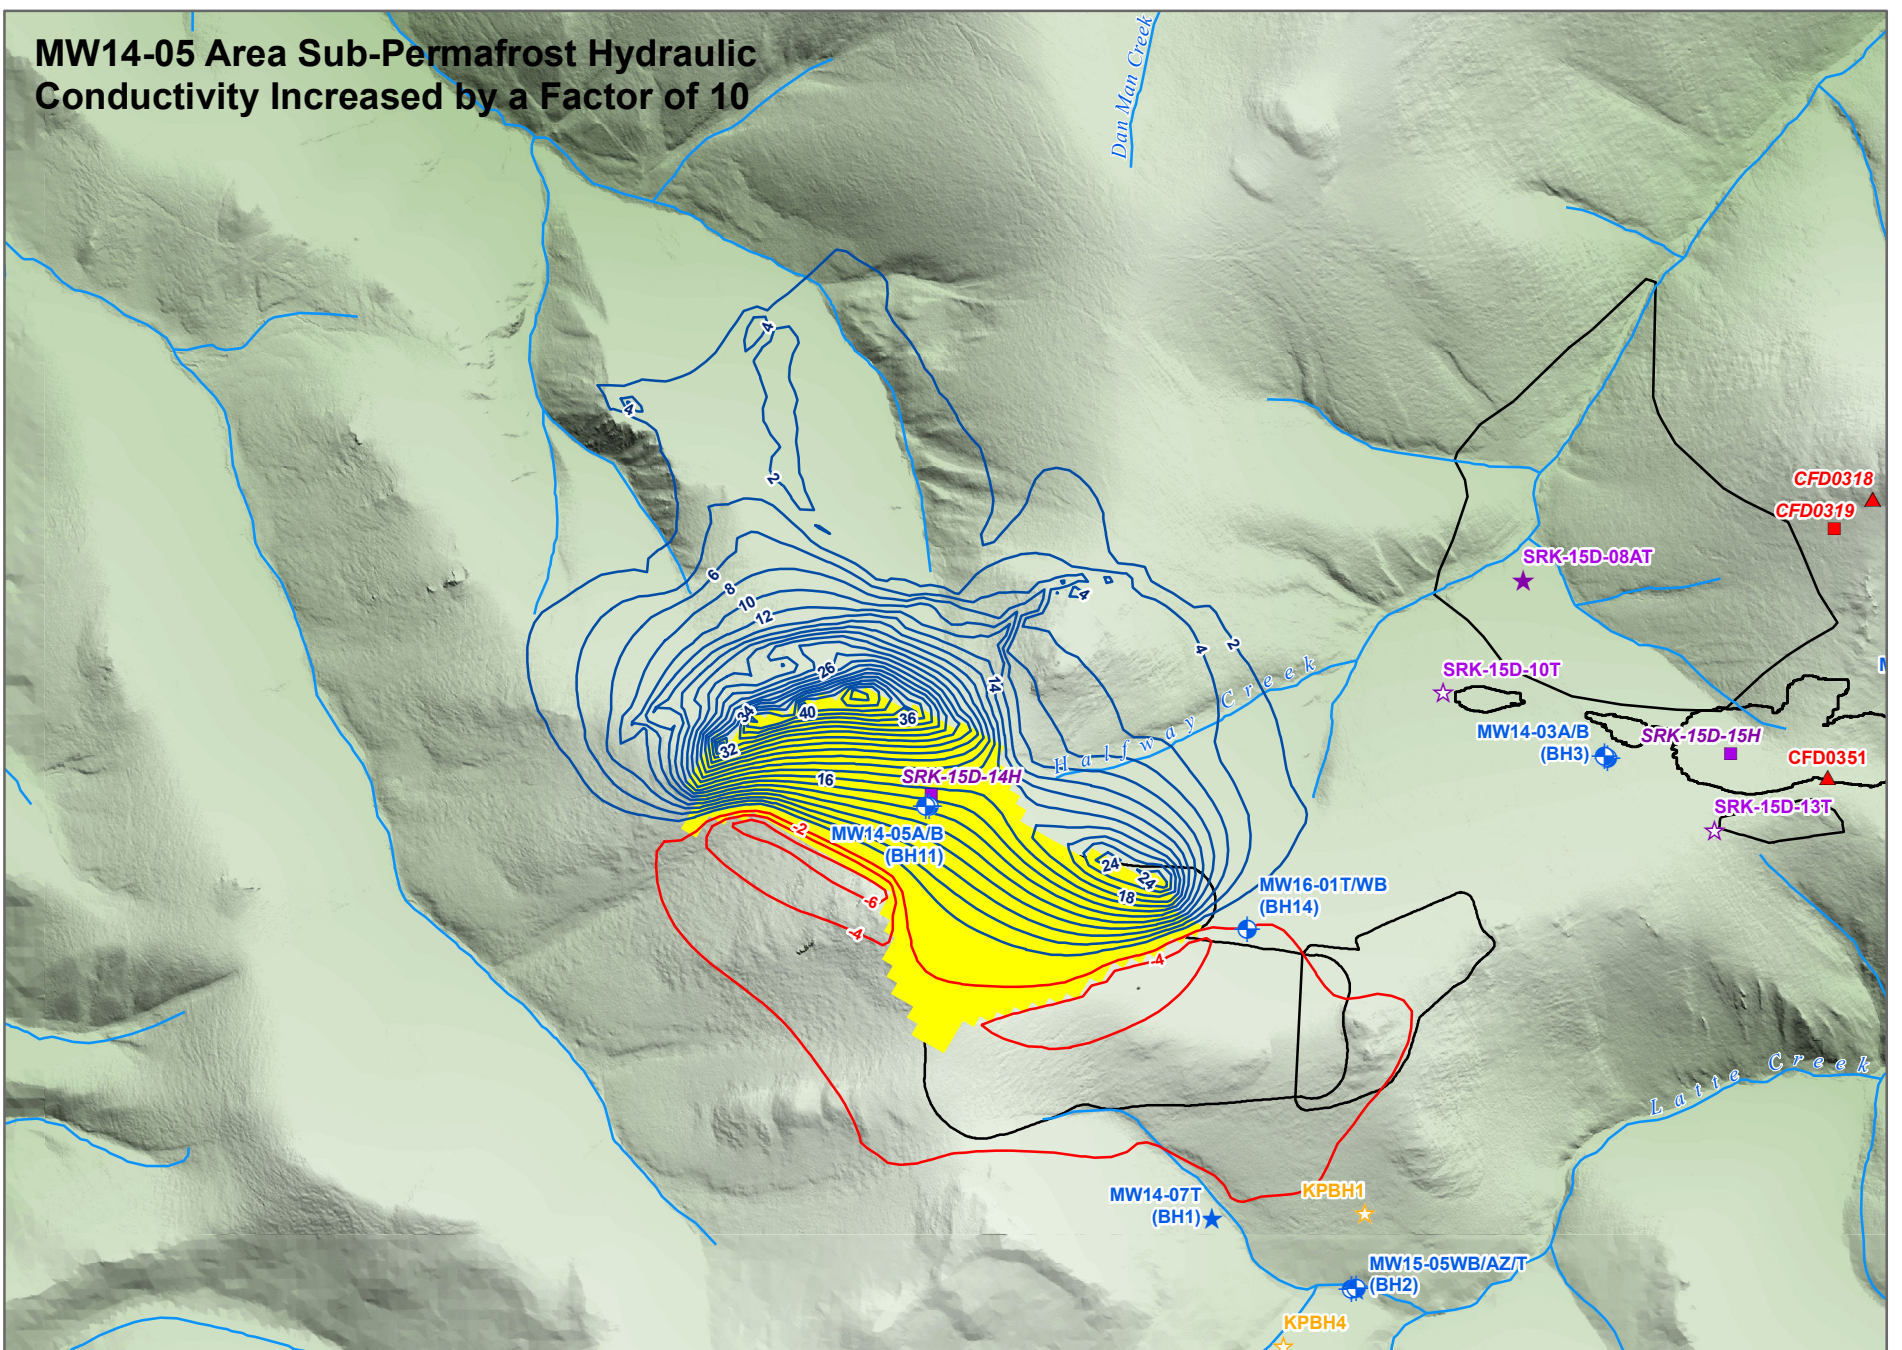 MW14-05 Area Sub-Permafrost Hydraulic
Conductivity Increased by a Factor of 10
Dan Man Creek
4
4
2
CFD0318
CFD0319
SRK-15D-08AT
6
8
10
12
4
4
2
26
14
SRK-15D-10T
34
40
36
Halfway Creek
32
MW14-03A/B
(BH3)
SRK-15D-15H
CFD0351
16
SRK-15D-14H
SRK-15D-13T
-2
MW14-05A/B
(BH11)
24
24
18
-6
-4
MW16-01T/WB
(BH14)
-4
Latte Creek
MW14-07T
(BH1)
KPBH1
MW15-05WB/AZ/T
(BH2)
KPBH4